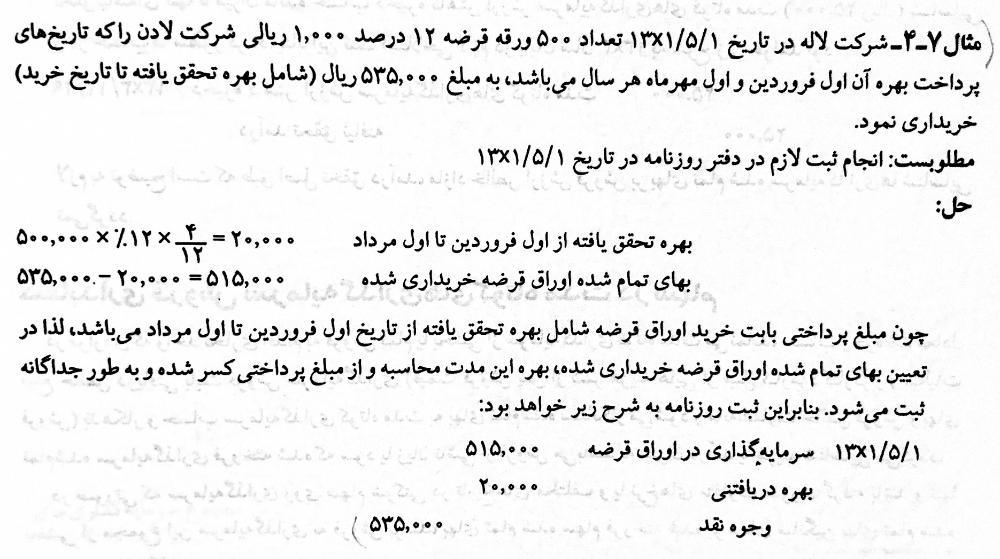 مثال ۷ـ۴ـ شرکت لاله در تاریخ ۱۳x۱/۵/۱ تعداد ۵۰۰ ورقه قرضه ۱۲ درصد ۱,۰۰۰ ریالی شرکت لادن را که تاریخ‌های
پرداخت بهره آن اول فروردین و اول مهرماه هر سال می‌باشد، به مبلغ ۵۳۵,۰۰۰ ریال (شامل بهره تحقق یافته تا تاریخ خرید)
خریداری نمود.
مطلوبست: انجام ثبت لازم در دفتر روزنامه در تاریخ ۱۳x۱/۵/۱
حل:
بهره تحقق یافته از اول فروردین تا اول مرداد ۵۰۰,۰۰۰ × ٪۱۲ × ۴/۱۲ = ۲۰,۰۰۰
بهای تمام شده اوراق قرضه خریداری شده ۵۳۵,۰۰۰ − ۲۰,۰۰۰ = ۵۱۵,۰۰۰
چون مبلغ پرداختی بابت خرید اوراق قرضه شامل بهره تحقق یافته از تاریخ اول فروردین تا اول مرداد می‌باشد، لذا در
تعیین بهای تمام شده اوراق قرضه خریداری شده، بهره این مدت محاسبه و از مبلغ پرداختی کسر شده و به طور جداگانه
ثبت می‌شود. بنابراین ثبت روزنامه به شرح زیر خواهد بود:
۱۳x۱/۵/۱ سرمایه‌گذاری در اوراق قرضه ۵۱۵,۰۰۰
بهره دریافتنی ۲۰,۰۰۰
وجوه نقد ۵۳۵,۰۰۰